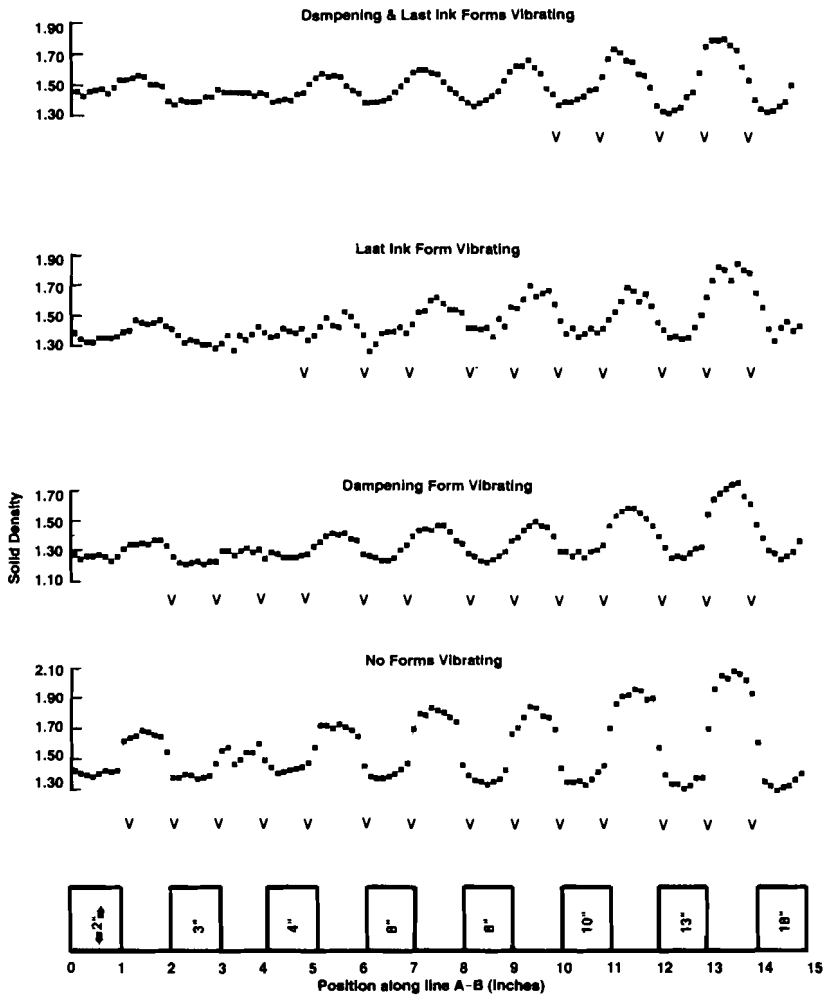 Dampening & Last Ink Forms Vibrating
1.90
1.70
1.50
1.30
V V V V V
Last Ink Form Vibrating
1.90
1.70
1.50
1.30
V V V V V V V V V V
Dampening Form Vibrating
1.70
1.50
1.30
1.10
Solid Density
V V V V V V V V V V V V V
No Forms Vibrating
2.10
1.90
1.70
1.50
1.30
V V V V V V V V V V V V V V
2" 3" 4" 6" 8" 10" 13" 18"
0 1 2 3 4 5 6 7 8 9 10 11 12 13 14 15
Position along line A-B (Inches)